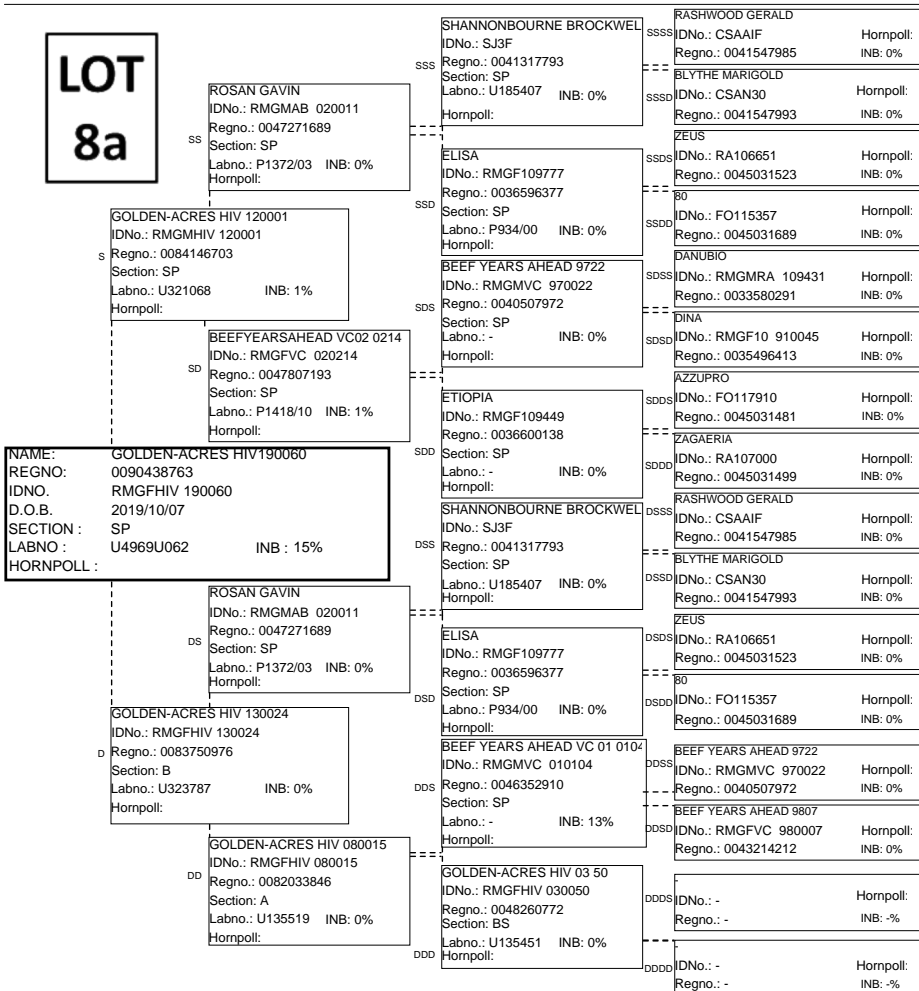 LOT
8a
NAME: GOLDEN-ACRES HIV190060
REGNO: 0090438763
IDNO. RMGFHIV 190060
D.O.B. 2019/10/07
SECTION : SP
LABNO : U4969U062 INB : 15%
HORNPOLL :
S
GOLDEN-ACRES HIV 120001
IDNo.: RMGMHIV 120001
Regno.: 0084146703
Section: SP
Labno.: U321068 INB: 1%
Hornpoll:
D
GOLDEN-ACRES HIV 130024
IDNo.: RMGFHIV 130024
Regno.: 0083750976
Section: B
Labno.: U323787 INB: 0%
Hornpoll:
SS
ROSAN GAVIN
IDNo.: RMGMAB 020011
Regno.: 0047271689
Section: SP
Labno.: P1372/03 INB: 0%
Hornpoll:
SD
BEEFYEARSAHEAD VC02 0214
IDNo.: RMGFVC 020214
Regno.: 0047807193
Section: SP
Labno.: P1418/10 INB: 1%
Hornpoll:
DS
ROSAN GAVIN
IDNo.: RMGMAB 020011
Regno.: 0047271689
Section: SP
Labno.: P1372/03 INB: 0%
Hornpoll:
DD
GOLDEN-ACRES HIV 080015
IDNo.: RMGFHIV 080015
Regno.: 0082033846
Section: A
Labno.: U135519 INB: 0%
Hornpoll:
SSS
SHANNONBOURNE BROCKWEL
IDNo.: SJ3F
Regno.: 0041317793
Section: SP
Labno.: U185407 INB: 0%
Hornpoll:
SSD
ELISA
IDNo.: RMGF109777
Regno.: 0036596377
Section: SP
Labno.: P934/00 INB: 0%
Hornpoll:
SDS
BEEF YEARS AHEAD 9722
IDNo.: RMGMVC 970022
Regno.: 0040507972
Section: SP
Labno.: - INB: 0%
Hornpoll:
SDD
ETIOPIA
IDNo.: RMGF109449
Regno.: 0036600138
Section: SP
Labno.: - INB: 0%
Hornpoll:
DSS
SHANNONBOURNE BROCKWEL
IDNo.: SJ3F
Regno.: 0041317793
Section: SP
Labno.: U185407 INB: 0%
Hornpoll:
DSD
ELISA
IDNo.: RMGF109777
Regno.: 0036596377
Section: SP
Labno.: P934/00 INB: 0%
Hornpoll:
DDS
BEEF YEARS AHEAD VC 01 0104
IDNo.: RMGMVC 010104
Regno.: 0046352910
Section: SP
Labno.: - INB: 13%
Hornpoll:
DDD
GOLDEN-ACRES HIV 03 50
IDNo.: RMGFHIV 030050
Regno.: 0048260772
Section: BS
Labno.: U135451 INB: 0%
Hornpoll:
SSSS
RASHWOOD GERALD
IDNo.: CSAAIF Hornpoll:
Regno.: 0041547985 INB: 0%
SSSD
BLYTHE MARIGOLD
IDNo.: CSAN30 Hornpoll:
Regno.: 0041547993 INB: 0%
SSDS
ZEUS
IDNo.: RA106651 Hornpoll:
Regno.: 0045031523 INB: 0%
SSDD
80
IDNo.: FO115357 Hornpoll:
Regno.: 0045031689 INB: 0%
SDSS
DANUBIO
IDNo.: RMGMRA 109431 Hornpoll:
Regno.: 0033580291 INB: 0%
SDSD
DINA
IDNo.: RMGF10 910045 Hornpoll:
Regno.: 0035496413 INB: 0%
SDDS
AZZUPRO
IDNo.: FO117910 Hornpoll:
Regno.: 0045031481 INB: 0%
SDDD
ZAGAERIA
IDNo.: RA107000 Hornpoll:
Regno.: 0045031499 INB: 0%
DSSS
RASHWOOD GERALD
IDNo.: CSAAIF Hornpoll:
Regno.: 0041547985 INB: 0%
DSSD
BLYTHE MARIGOLD
IDNo.: CSAN30 Hornpoll:
Regno.: 0041547993 INB: 0%
DSDS
ZEUS
IDNo.: RA106651 Hornpoll:
Regno.: 0045031523 INB: 0%
DSDD
80
IDNo.: FO115357 Hornpoll:
Regno.: 0045031689 INB: 0%
DDSS
BEEF YEARS AHEAD 9722
IDNo.: RMGMVC 970022 Hornpoll:
Regno.: 0040507972 INB: 0%
DDSD
BEEF YEARS AHEAD 9807
IDNo.: RMGFVC 980007 Hornpoll:
Regno.: 0043214212 INB: 0%
DDDS
-
IDNo.: - Hornpoll:
Regno.: - INB: -%
DDDD
-
IDNo.: - Hornpoll:
Regno.: - INB: -%